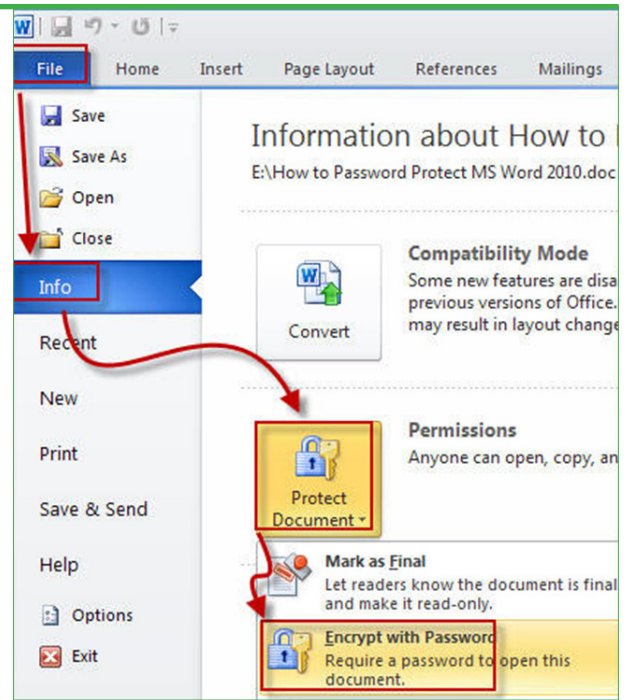 W
File Home Insert Page Layout References Mailings
Save
Save As
Open
Close
Info
Recent
New
Print
Save & Send
Help
Options
Exit
Information about How to
E:\How to Password Protect MS Word 2010.doc
Convert
Compatibility Mode
Some new features are disa
previous versions of Office.
may result in layout change
Protect
Document
Permissions
Anyone can open, copy, an
Mark as Final
Let readers know the document is final
and make it read-only.
Encrypt with Password
Require a password to open this
document.